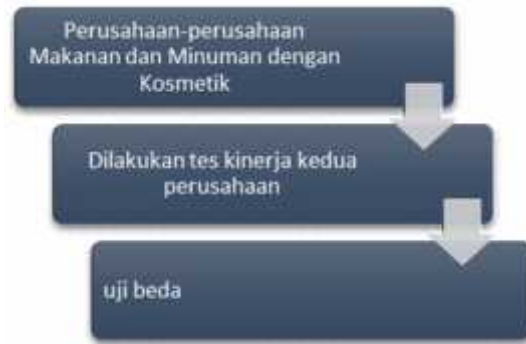 Perusahaan-perusahaan
Makanan dan Minuman dengan
Kosmetik
Dilakukan tes kinerja kedua
perusahaan
uji beda